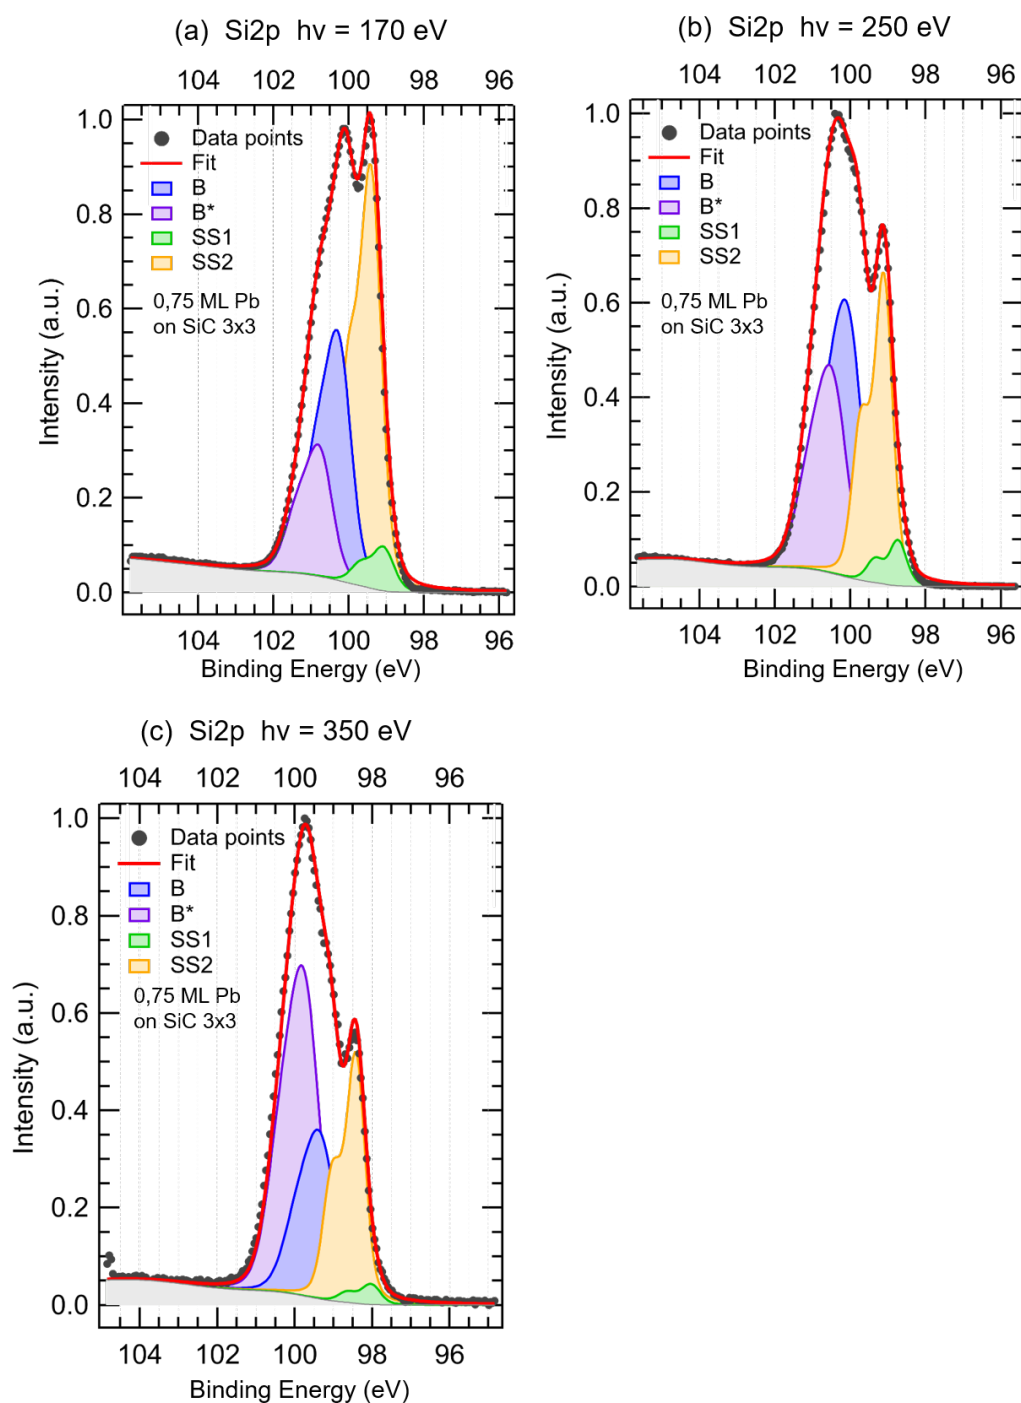 (a) Si2p hv = 170 eV
104 102 100 98 96
1.0
0.8
0.6
0.4
0.2
0.0
Intensity (a.u.)
Data points
Fit
B
B*
SS1
SS2
0,75 ML Pb
on SiC 3x3
104 102 100 98 96
Binding Energy (eV)
(b) Si2p hv = 250 eV
104 102 100 98 96
1.0
0.8
0.6
0.4
0.2
0.0
Intensity (a.u.)
Data points
Fit
B
B*
SS1
SS2
0,75 ML Pb
on SiC 3x3
104 102 100 98 96
Binding Energy (eV)
(c) Si2p hv = 350 eV
104 102 100 98 96
1.0
0.8
0.6
0.4
0.2
0.0
Intensity (a.u.)
Data points
Fit
B
B*
SS1
SS2
0,75 ML Pb
on SiC 3x3
104 102 100 98 96
Binding Energy (eV)